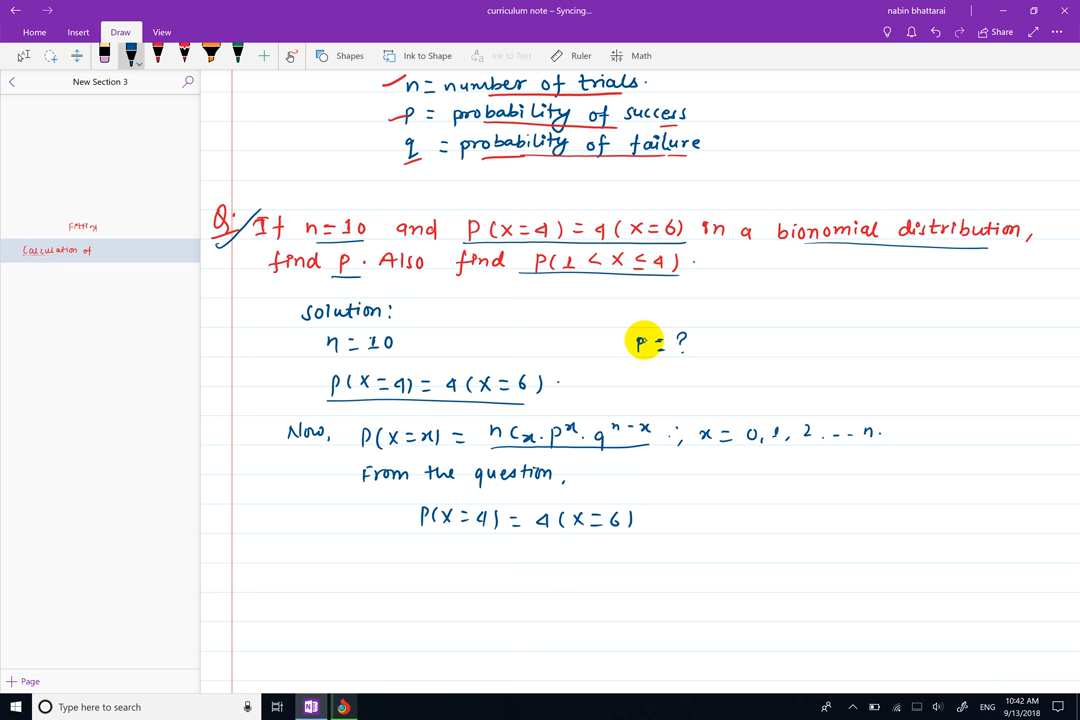 curriculum note – Syncing...
nabin bhattarai
Home Insert Draw View
Share
Shapes Ink to Shape Ink to Text Ruler Math
New Section 3
n = number of trials.
p = probability of success
q = probability of failure
Q. If n=10 and P(x=4) = 4(x=6) in a bionomial distribution,
find p. Also find P(1 < x ≤ 4).
Fitting
Calculation of
Solution:
n = 10 p = ?
P(x=4) = 4(x=6).
Now, P(x=x) = nCx. p^x. q^n-x ∴; x = 0, 1, 2 ... n.
From the question,
P(x=4) = 4(x=6)
Page
Type here to search
ENG
10:42 AM
9/13/2018